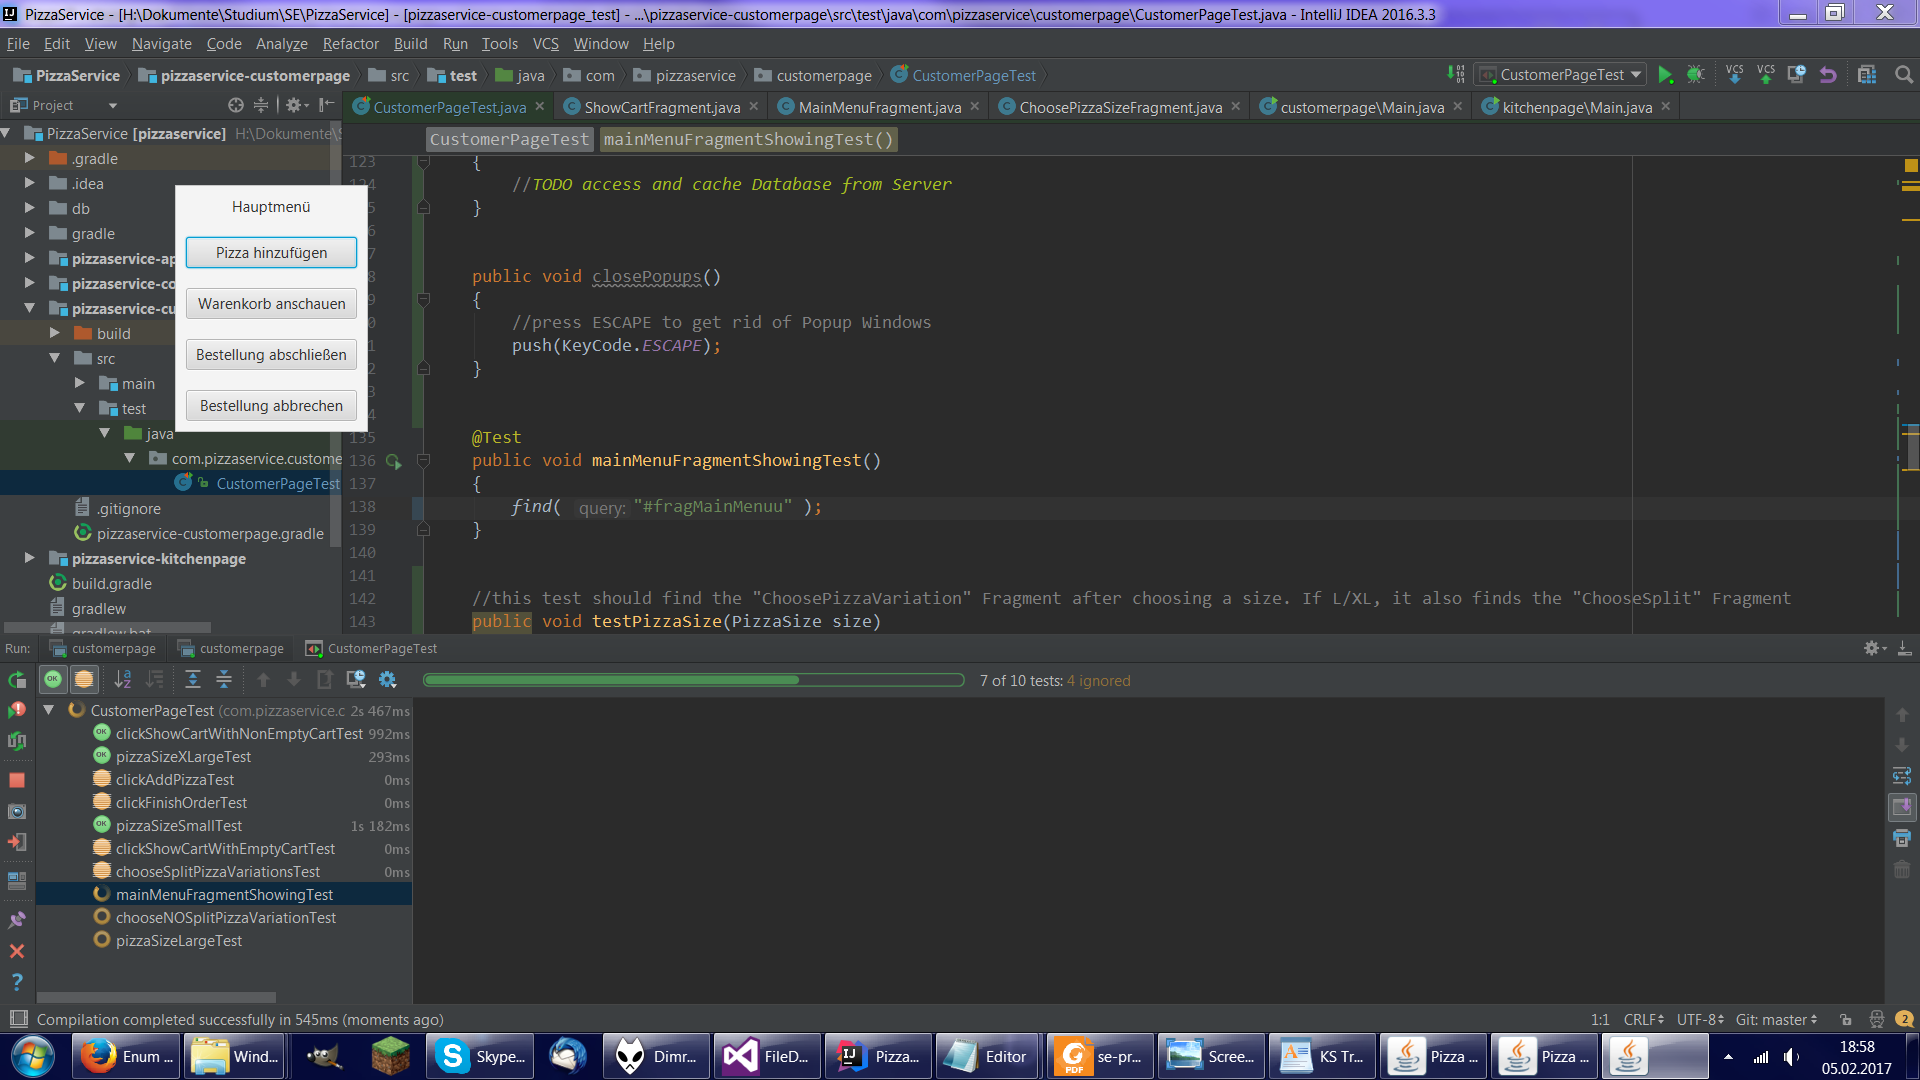 PizzaService - [H:\Dokumente\Studium\SE\PizzaService] - [pizzaservice-customerpage_test] - ...\pizzaservice-customerpage\src\test\java\com\pizzaservice\customerpage\CustomerPageTest.java - IntelliJ IDEA 2016.3.3
File Edit View Navigate Code Analyze Refactor Build Run Tools VCS Window Help
PizzaService pizzaservice-customerpage src test java com pizzaservice customerpage CustomerPageTest
CustomerPageTest
Project
CustomerPageTest.java ShowCartFragment.java MainMenuFragment.java ChoosePizzaSizeFragment.java customerpage\Main.java kitchenpage\Main.java
CustomerPageTest mainMenuFragmentShowingTest()
PizzaService [pizzaservice] H:\Dokumente\S
.gradle
.idea
db
gradle
pizzaservice-ap
pizzaservice-co
pizzaservice-cu
build
src
main
test
java
com.pizzaservice.custome
CustomerPageTest
.gitignore
pizzaservice-customerpage.gradle
pizzaservice-kitchenpage
build.gradle
gradlew
gradlew.bat
Hauptmenü
Pizza hinzufügen
Warenkorb anschauen
Bestellung abschließen
Bestellung abbrechen
123 {
//TODO access and cache Database from Server
}
public void closePopups()
{
//press ESCAPE to get rid of Popup Windows
push(KeyCode.ESCAPE);
}
135 @Test
136 public void mainMenuFragmentShowingTest()
137 {
138 find( query: "#fragMainMenuu" );
139 }
140
141
142 //this test should find the "ChoosePizzaVariation" Fragment after choosing a size. If L/XL, it also finds the "ChooseSplit" Fragment
143 public void testPizzaSize(PizzaSize size)
Run: customerpage customerpage CustomerPageTest
7 of 10 tests: 4 ignored
CustomerPageTest (com.pizzaservice.c 2s 467ms
clickShowCartWithNonEmptyCartTest 992ms
pizzaSizeXLargeTest 293ms
clickAddPizzaTest 0ms
clickFinishOrderTest 0ms
pizzaSizeSmallTest 1s 182ms
clickShowCartWithEmptyCartTest 0ms
chooseSplitPizzaVariationsTest 0ms
mainMenuFragmentShowingTest
chooseNOSplitPizzaVariationTest
pizzaSizeLargeTest
Compilation completed successfully in 545ms (moments ago)
1:1 CRLF UTF-8 Git: master 2
Enum ... Wind... Skype... Dimr... FileD... Pizza... Editor se-pr... Scree... KS Tr... Pizza ... Pizza ...
18:58
05.02.2017